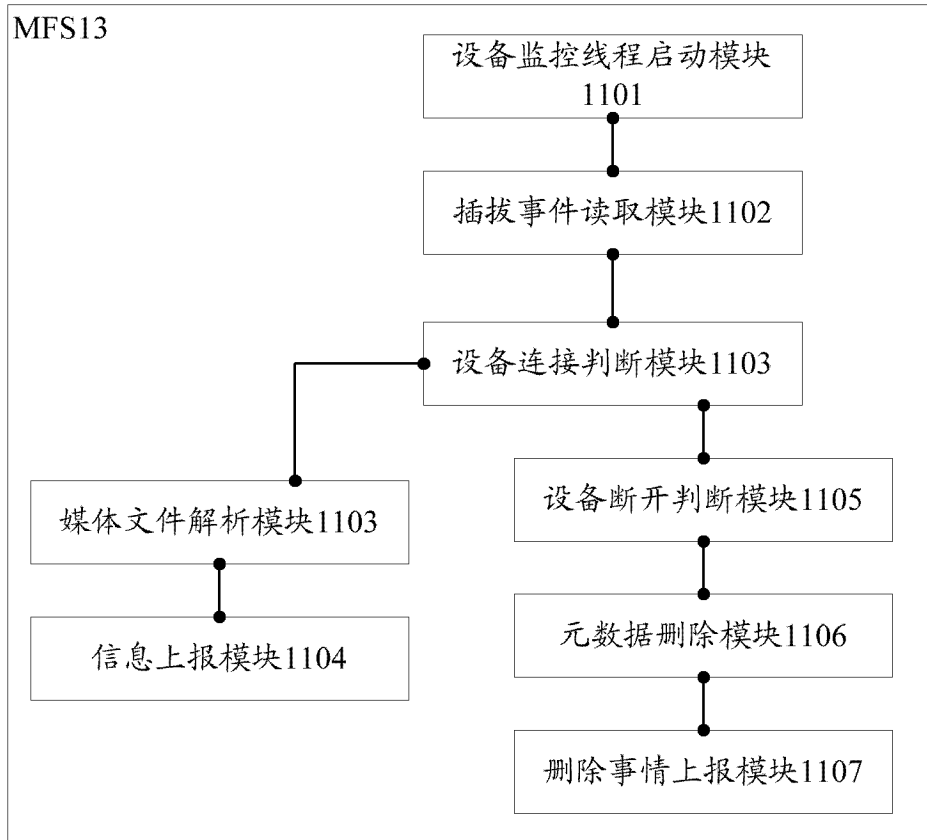 MFS13
设备监控线程启动模块
1101
插拔事件读取模块1102
设备连接判断模块1103
媒体文件解析模块1103
信息上报模块1104
设备断开判断模块1105
元数据删除模块1106
删除事情上报模块1107